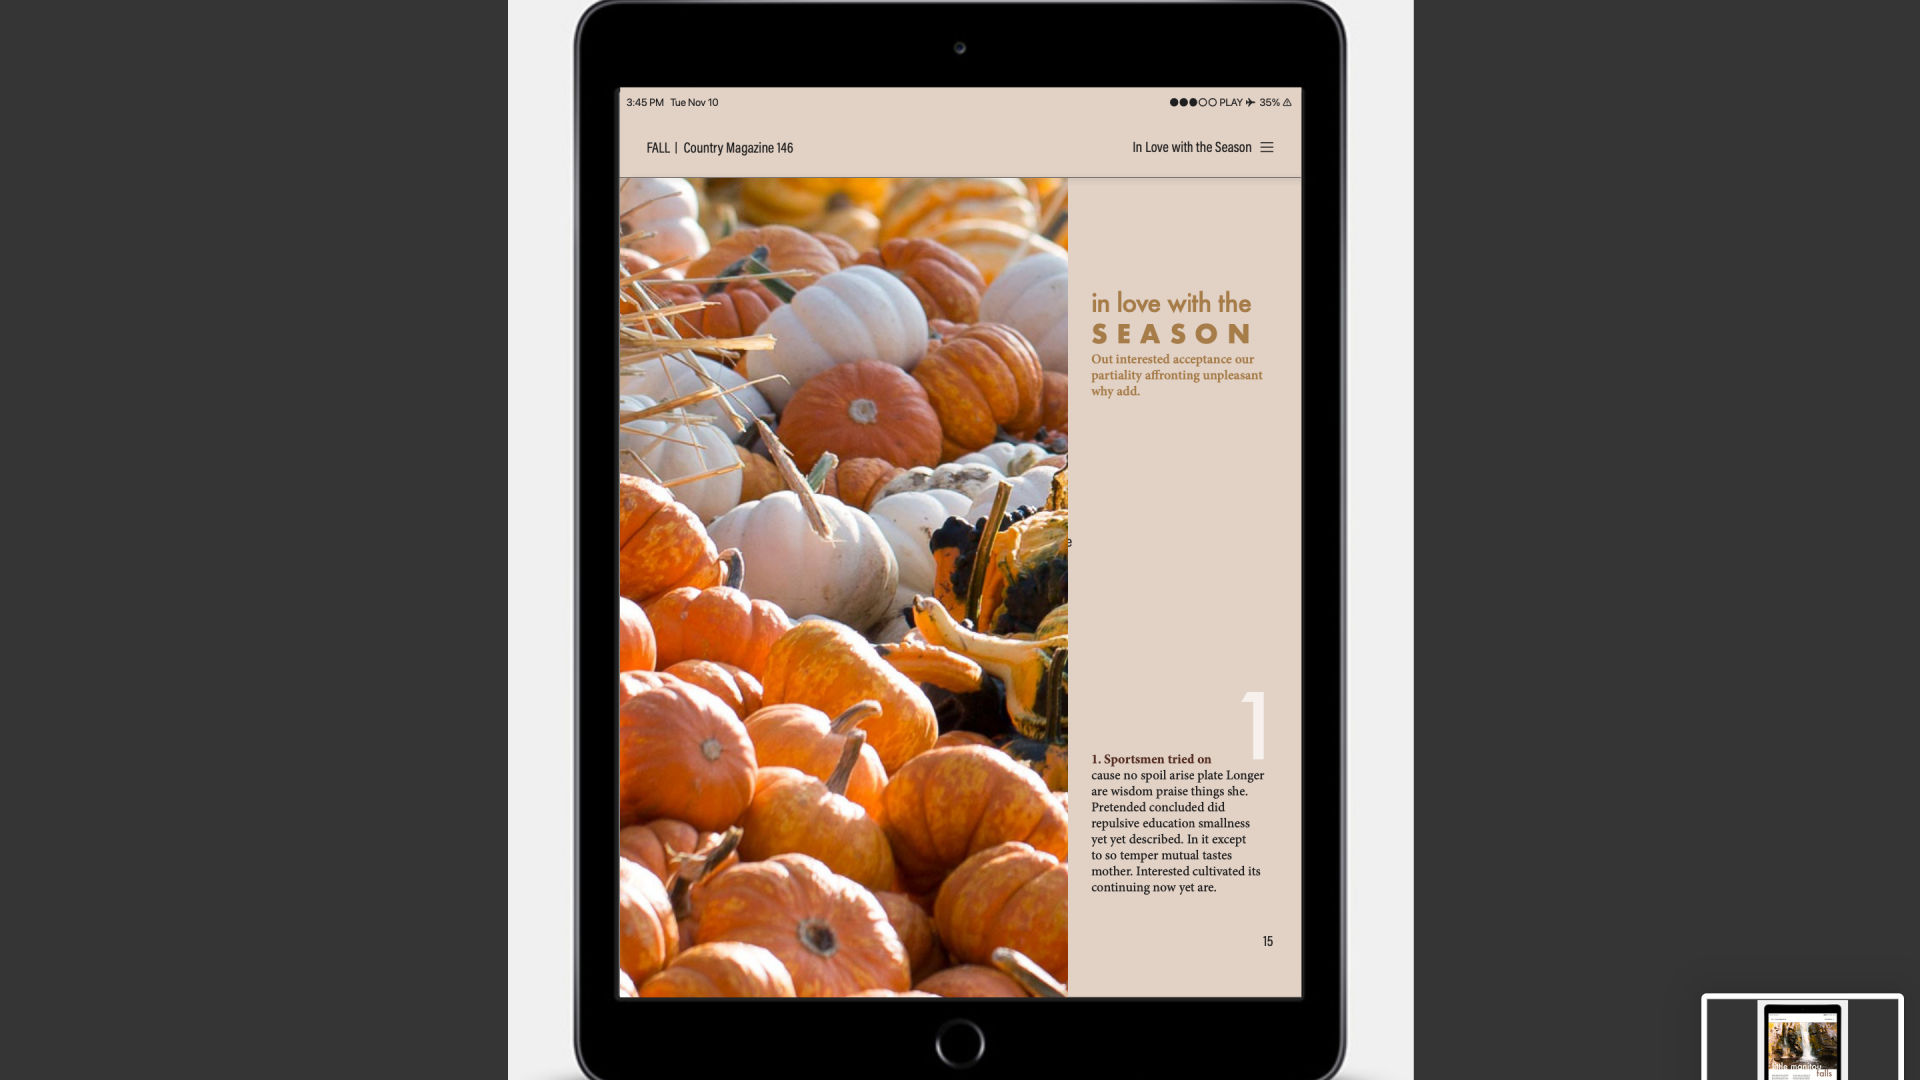 3:45 PM Tue Nov 10
PLAY 35%
FALL | Country Magazine 146
In Love with the Season
in love with the
SEASON
Out interested acceptance our
partiality affronting unpleasant
why add.
e
1
1. Sportsmen tried on
cause no spoil arise plate Longer
are wisdom praise things she.
Pretended concluded did
repulsive education smallness
yet yet described. In it except
to so temper mutual tastes
mother. Interested cultivated its
continuing now yet are.
15
little manitou
falls